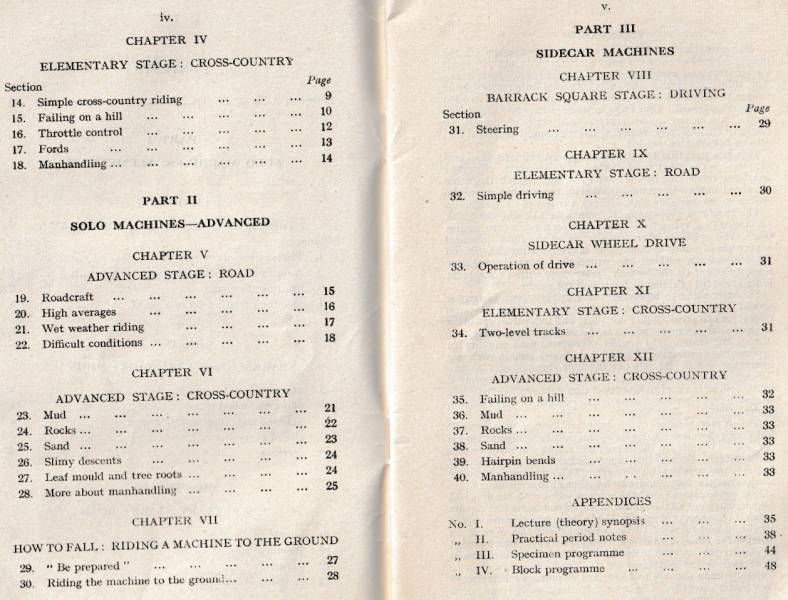 iv.
CHAPTER IV
ELEMENTARY STAGE: CROSS-COUNTRY
Section Page
14. Simple cross-country riding ... ... ... 9
15. Failing on a hill ... ... ... ... ... 10
16. Throttle control ... ... ... ... ... 12
17. Fords ... ... ... ... ... ... 13
18. Manhandling ... ... ... ... ... ... 14
PART II
SOLO MACHINES—ADVANCED
CHAPTER V
ADVANCED STAGE: ROAD
19. Roadcraft ... ... ... ... ... ... 15
20. High averages ... ... ... ... ... 16
21. Wet weather riding ... ... ... ... 17
22. Difficult conditions ... ... ... ... ... 18
CHAPTER VI
ADVANCED STAGE: CROSS-COUNTRY
23. Mud ... ... ... ... ... ... ... 21
24. Rocks ... ... ... ... ... ... ... 22
25. Sand ... ... ... ... ... ... ... 23
26. Slimy descents ... ... ... ... ... 24
27. Leaf mould and tree roots ... ... ... ... 24
28. More about manhandling ... ... ... ... 25
CHAPTER VII
HOW TO FALL: RIDING A MACHINE TO THE GROUND
29. "Be prepared" ... ... ... ... ... 27
30. Riding the machine to the ground ... ... ... 28
v.
PART III
SIDECAR MACHINES
CHAPTER VIII
BARRACK SQUARE STAGE: DRIVING
Section Page
31. Steering ... ... ... ... ... ... 29
CHAPTER IX
ELEMENTARY STAGE: ROAD
32. Simple driving ... ... ... ... ... 30
CHAPTER X
SIDECAR WHEEL DRIVE
33. Operation of drive ... ... ... ... ... 31
CHAPTER XI
ELEMENTARY STAGE: CROSS-COUNTRY
34. Two-level tracks ... ... ... ... ... 31
CHAPTER XII
ADVANCED STAGE: CROSS-COUNTRY
35. Failing on a hill ... ... ... ... ... 32
36. Mud ... ... ... ... ... ... ... 33
37. Rocks ... ... ... ... ... ... ... 33
38. Sand ... ... ... ... ... ... ... 33
39. Hairpin bends ... ... ... ... ... 33
40. Manhandling ... ... ... ... ... ... 33
APPENDICES
No. I. Lecture (theory) synopsis ... ... ... 35
„ II. Practical period notes ... ... ... 38
„ III. Specimen programme ... ... ... 44
„ IV. Block programme ... ... ... ... 48